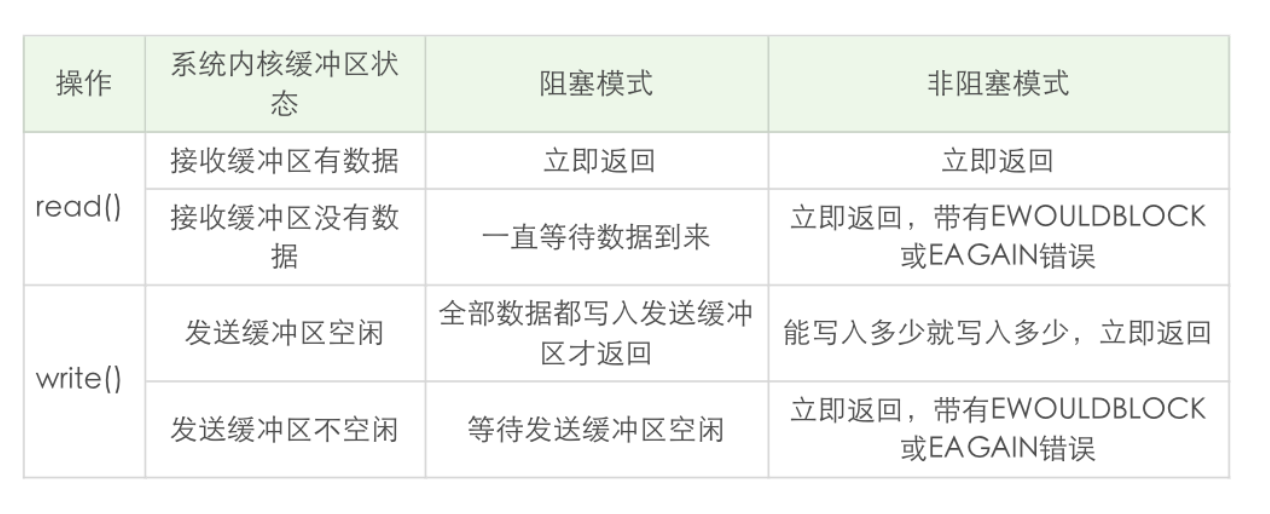 操作
系统内核缓冲区状
态
阻塞模式
非阻塞模式
read()
接收缓冲区有数据
立即返回
立即返回
接收缓冲区没有数
据
一直等待数据到来
立即返回，带有EWOULDBLOCK
或EAGAIN错误
write()
发送缓冲区空闲
全部数据都写入发送缓冲
区才返回
能写入多少就写入多少，立即返回
发送缓冲区不空闲
等待发送缓冲区空闲
立即返回，带有EWOULDBLOCK
或EAGAIN错误